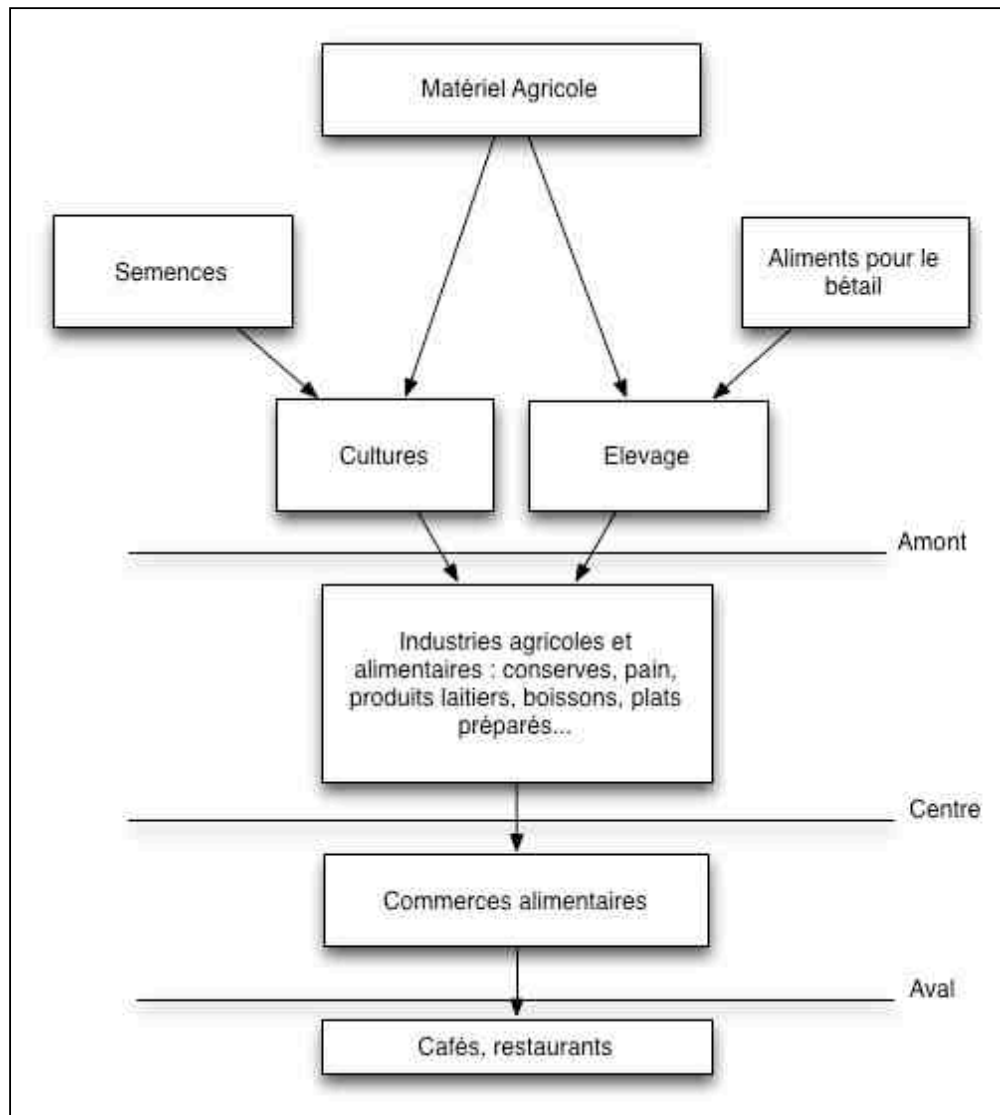 Matériel Agricole
Semences
Aliments pour le
bétail
Cultures
Elevage
Amont
Industries agricoles et
alimentaires : conserves, pain,
produits laitiers, boissons, plats
préparés...
Centre
Commerces alimentaires
Aval
Cafés, restaurants